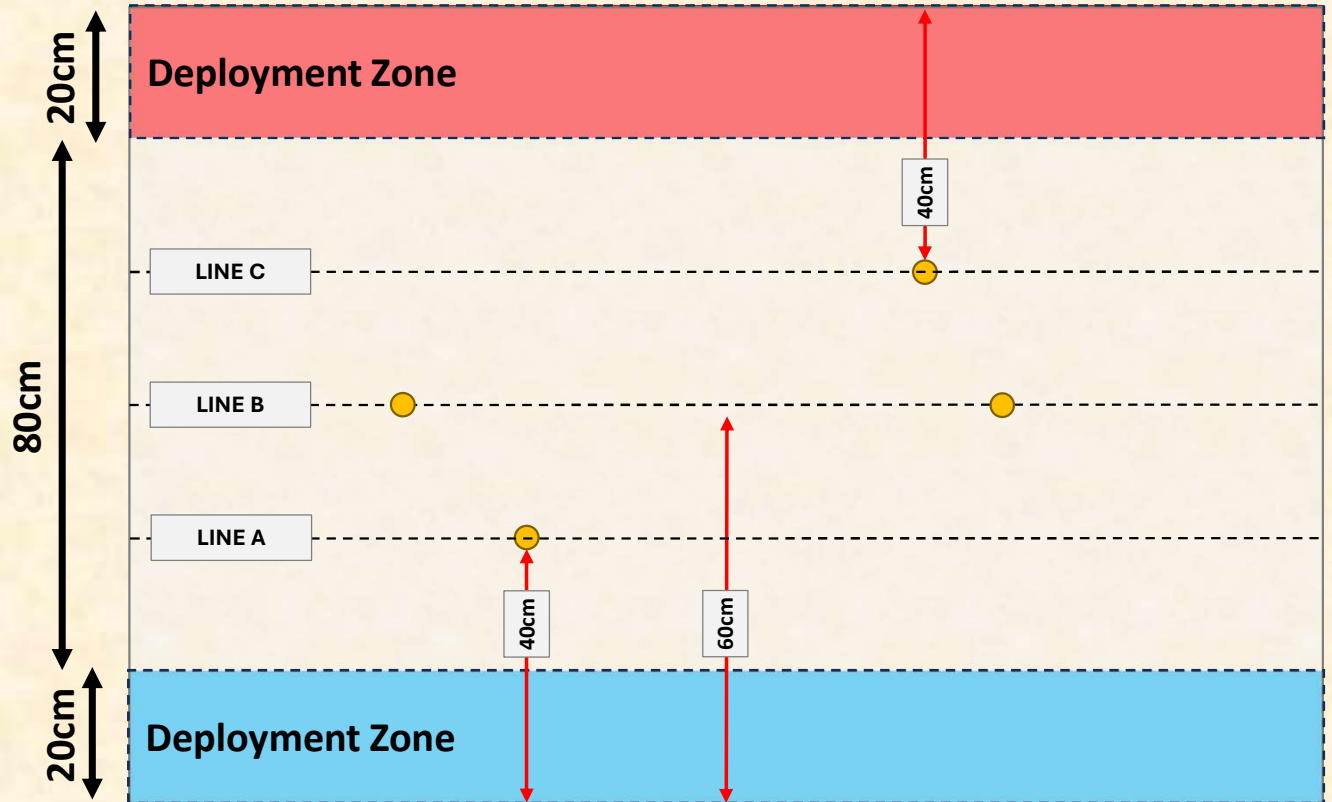 20cm
Deployment Zone
40cm
LINE C
80cm
LINE B
LINE A
40cm
60cm
20cm
Deployment Zone